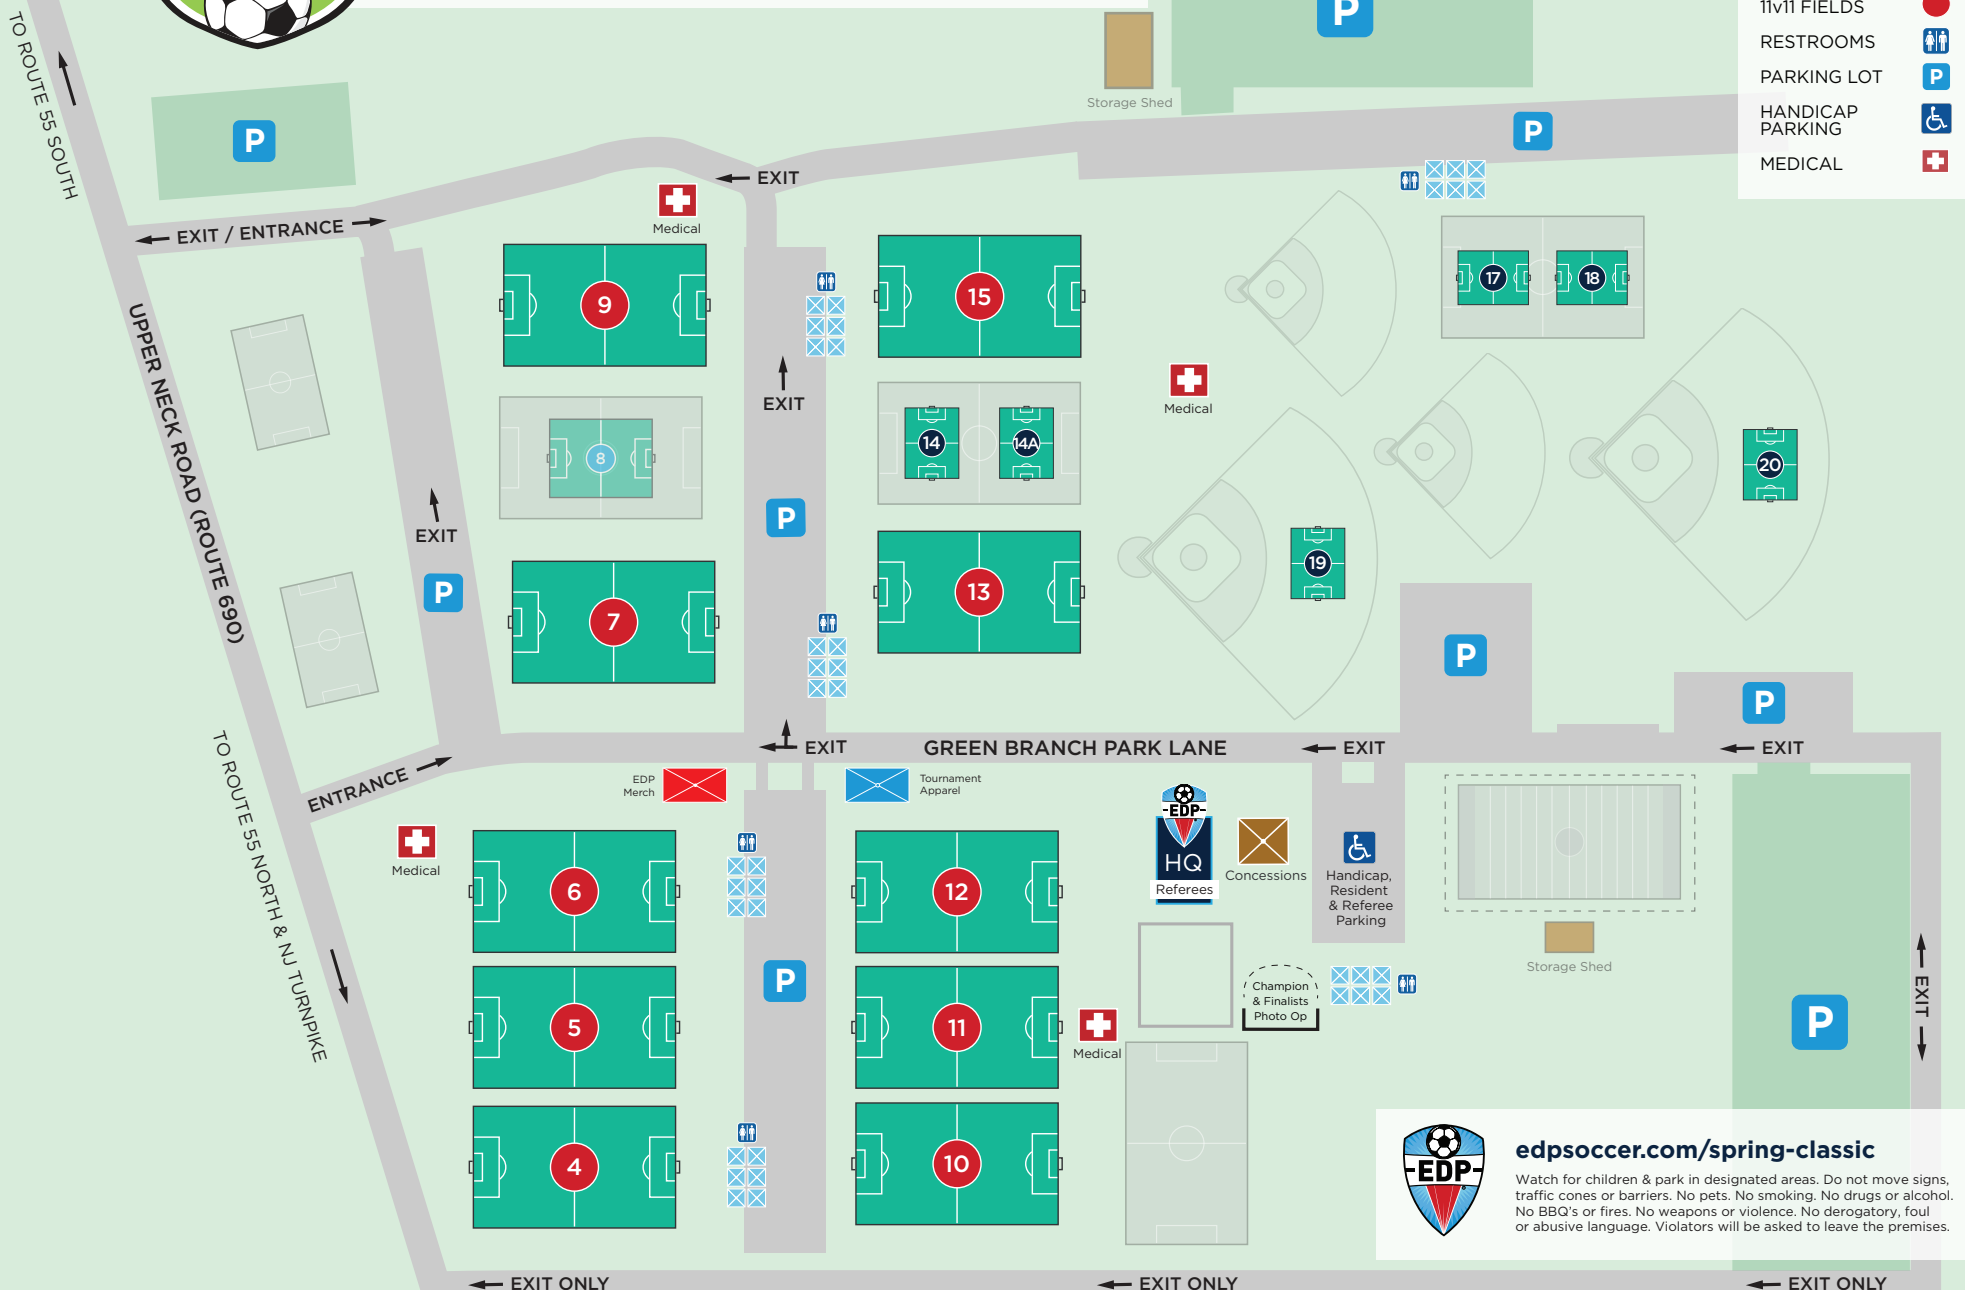 P
11v11 FIELDS
RESTROOMS
PARKING LOT
P
HANDICAP
PARKING
MEDICAL
Storage Shed
TO ROUTE 55 SOUTH
P
P
EXIT
Medical
EXIT / ENTRANCE
9
15
17
18
UPPER NECK ROAD (ROUTE 690)
EXIT
Medical
8
14
14A
20
P
EXIT
19
P
7
13
P
P
ENTRANCE
EXIT
GREEN BRANCH PARK LANE
EXIT
EXIT
TO ROUTE 55 NORTH & NJ TURNPIKE
EDP
Merch
Tournament
Apparel
EDP
HQ
Referees
Concessions
Handicap,
Resident
& Referee
Parking
Medical
6
12
Storage Shed
P
5
11
Medical
Champion
& Finalists
Photo Op
EXIT
P
4
10
EDP
edpsoccer.com/spring-classic
Watch for children & park in designated areas. Do not move signs,
traffic cones or barriers. No pets. No smoking. No drugs or alcohol.
No BBQ's or fires. No weapons or violence. No derogatory, foul
or abusive language. Violators will be asked to leave the premises.
EXIT ONLY
EXIT ONLY
EXIT ONLY